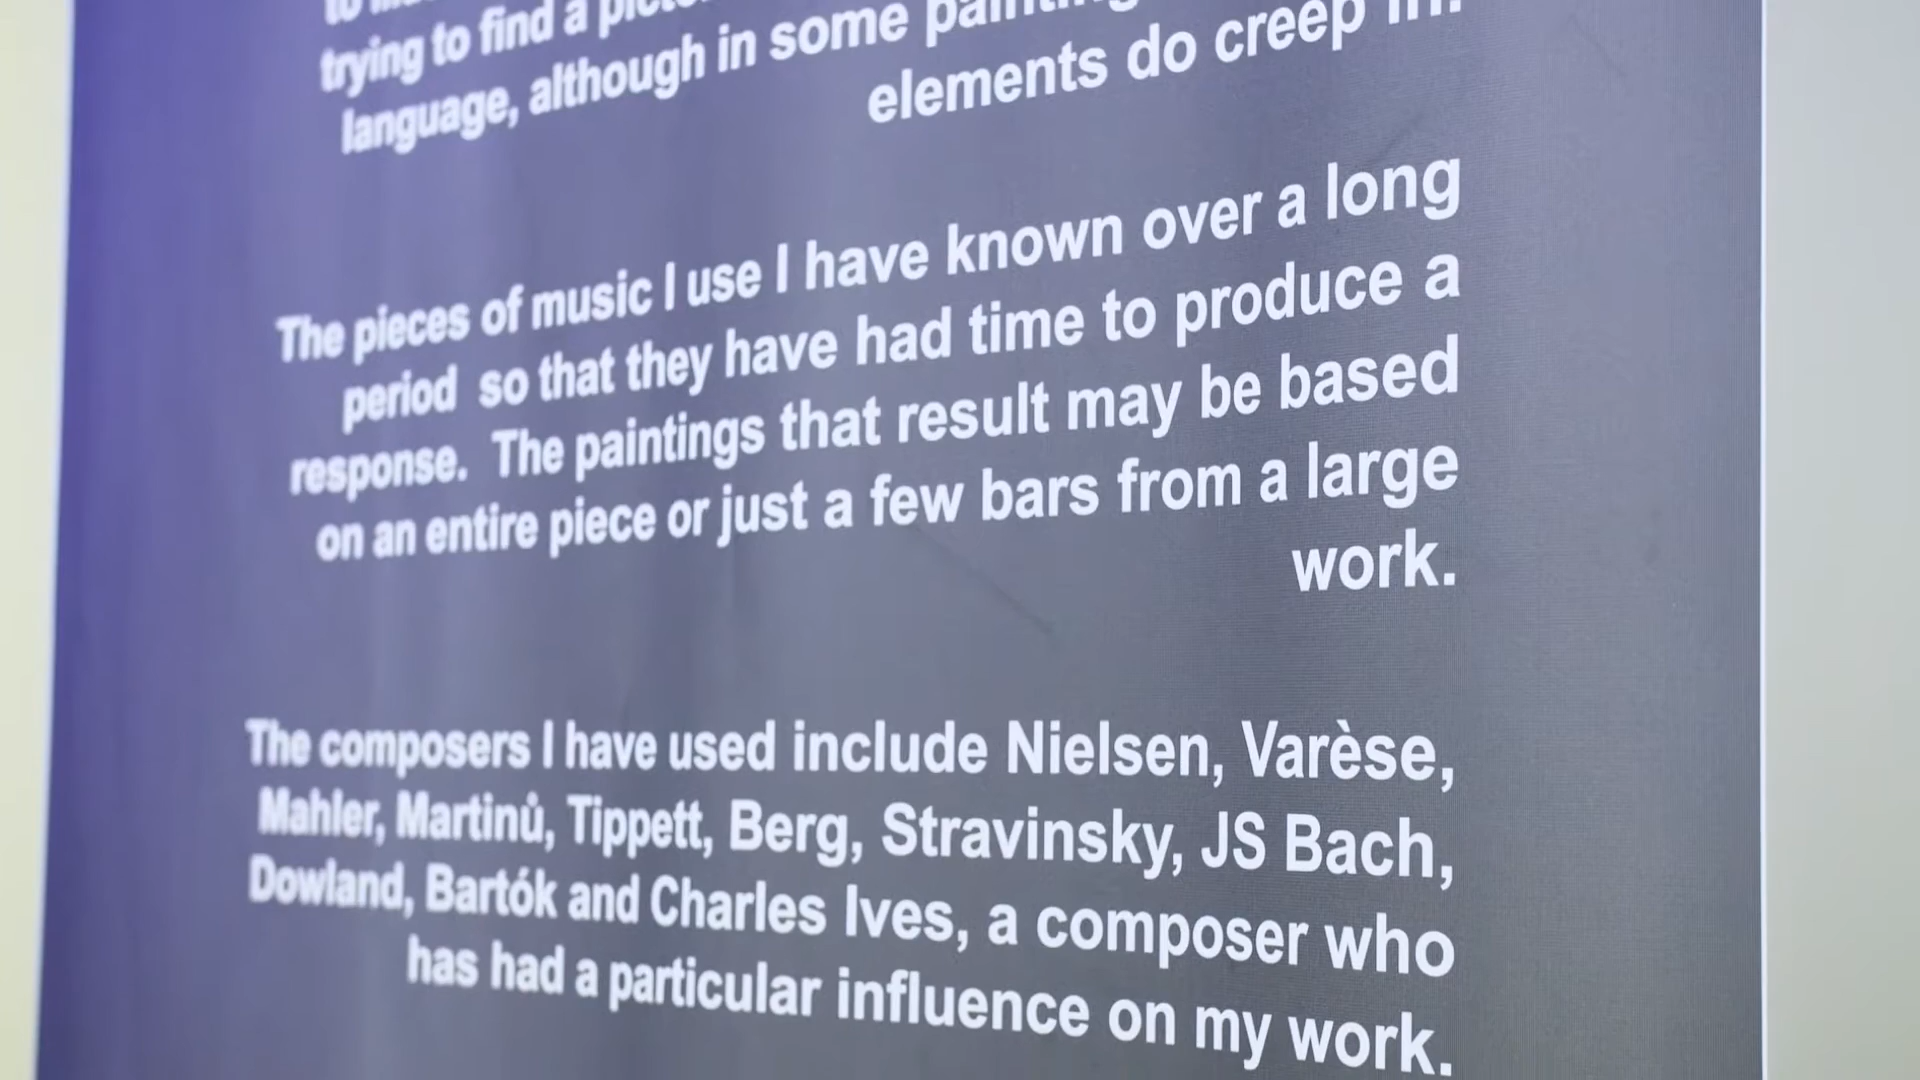 to
trying to find a
language, although in some
elements do creep in.
The pieces of music I use I have known over a long
period so that they have had time to produce a
response. The paintings that result may be based
on an entire piece or just a few bars from a large
work.
The composers I have used include Nielsen, Varèse,
Mahler, Martinů, Tippett, Berg, Stravinsky, JS Bach,
Dowland, Bartók and Charles Ives, a composer who
has had a particular influence on my work.